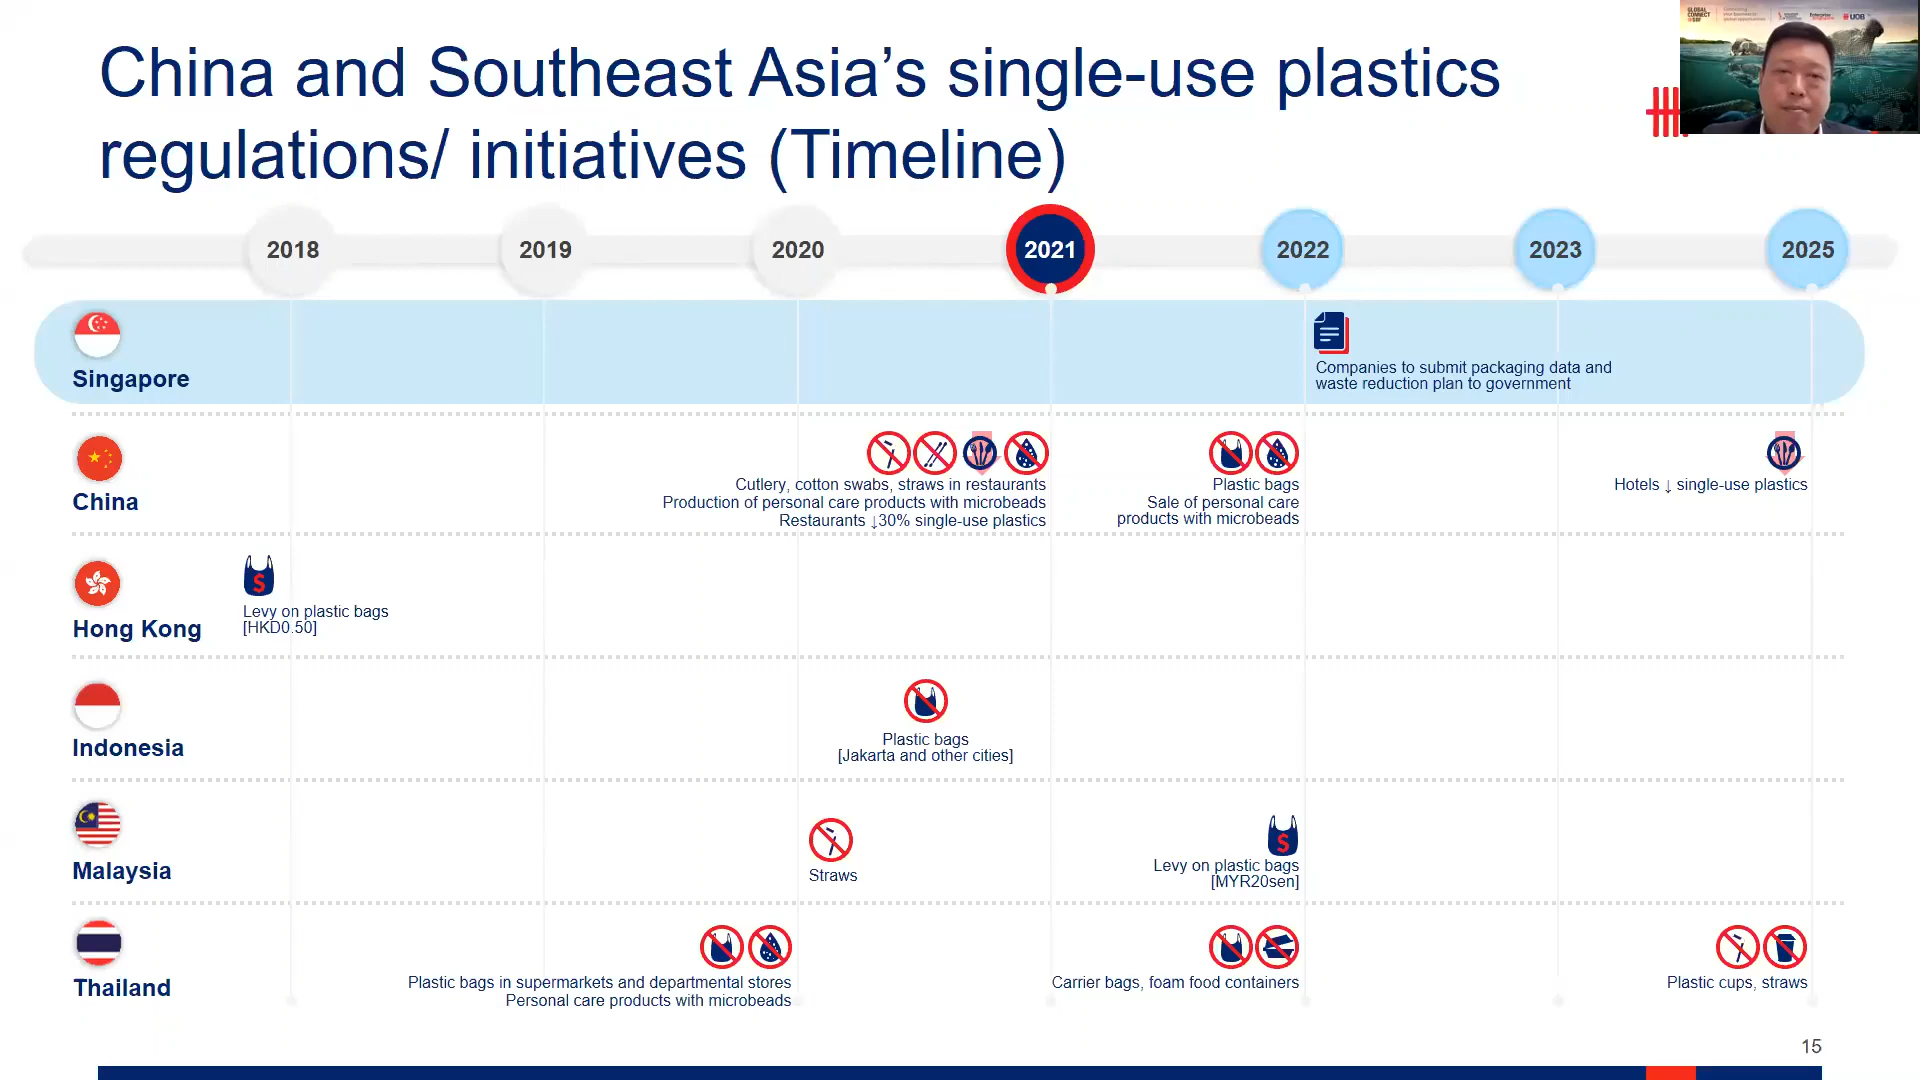 China and Southeast Asia's single-use plastics
regulations/ initiatives (Timeline)
GLOBAL
CONNECT
@SBF
UOB
2018
2019
2020
2021
2022
2023
2025
Singapore
Companies to submit packaging data and
waste reduction plan to government
China
Cutlery, cotton swabs, straws in restaurants
Production of personal care products with microbeads
Restaurants ↓30% single-use plastics
Plastic bags
Sale of personal care
products with microbeads
Hotels ↓ single-use plastics
Hong Kong
$
Levy on plastic bags
[HKD0.50]
Indonesia
Plastic bags
[Jakarta and other cities]
Malaysia
Straws
$
Levy on plastic bags
[MYR20sen]
Thailand
Plastic bags in supermarkets and departmental stores
Personal care products with microbeads
Carrier bags, foam food containers
Plastic cups, straws
15